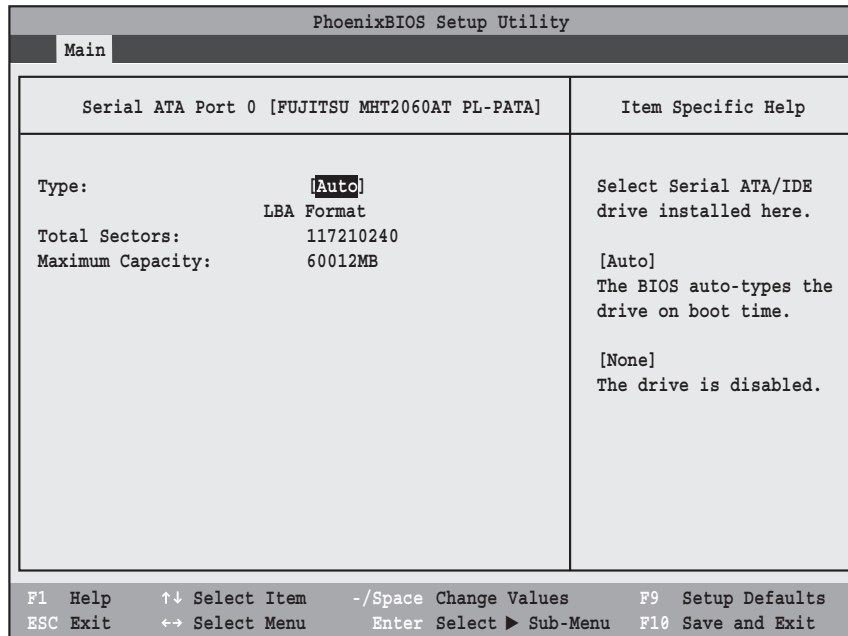 PhoenixBIOS Setup Utility
Main
Serial ATA Port 0 [FUJITSU MHT2060AT PL-PATA]
Type: [Auto]
LBA Format
Total Sectors: 117210240
Maximum Capacity: 60012MB
Item Specific Help
Select Serial ATA/IDE
drive installed here.
[Auto]
The BIOS auto-types the
drive on boot time.
[None]
The drive is disabled.
F1 Help ↑↓ Select Item -/Space Change Values F9 Setup Defaults
ESC Exit ←→ Select Menu Enter Select ▶ Sub-Menu F10 Save and Exit